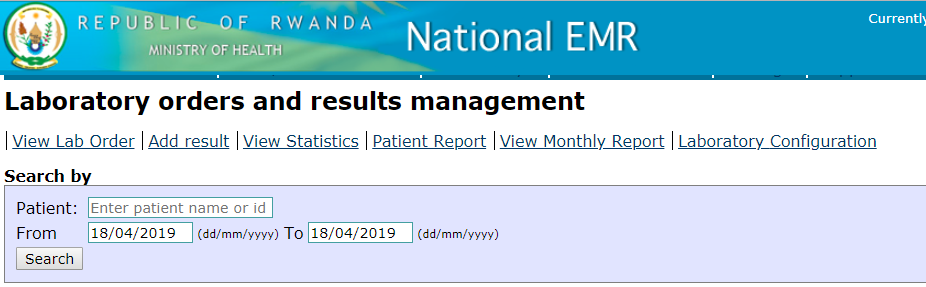 REPUBLIC OF RWANDA
MINISTRY OF HEALTH
National EMR
Currently
Laboratory orders and results management
|View Lab Order |Add result |View Statistics |Patient Report |View Monthly Report |Laboratory Configuration
Search by
Patient: Enter patient name or id
From 18/04/2019 (dd/mm/yyyy) To 18/04/2019 (dd/mm/yyyy)
Search